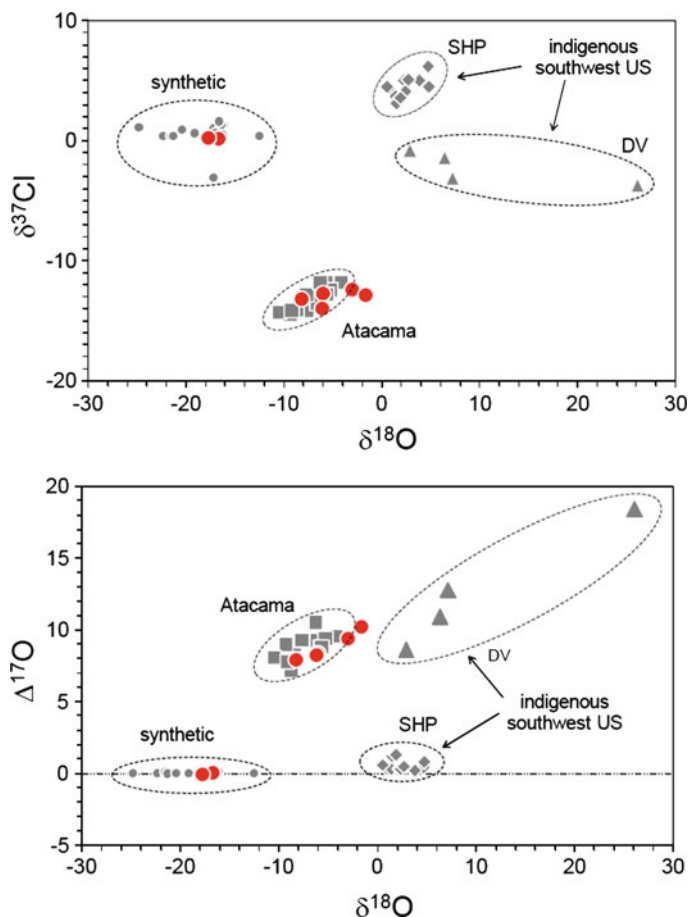 10
0
-10
-20
δ37Cl
synthetic
SHP
indigenous
southwest US
DV
Atacama
-30 -20 -10 0 10 20 30
δ18O
20
15
10
5
0
-5
Δ17O
Atacama
DV
indigenous
southwest US
synthetic
SHP
-30 -20 -10 0 10 20 30
δ18O